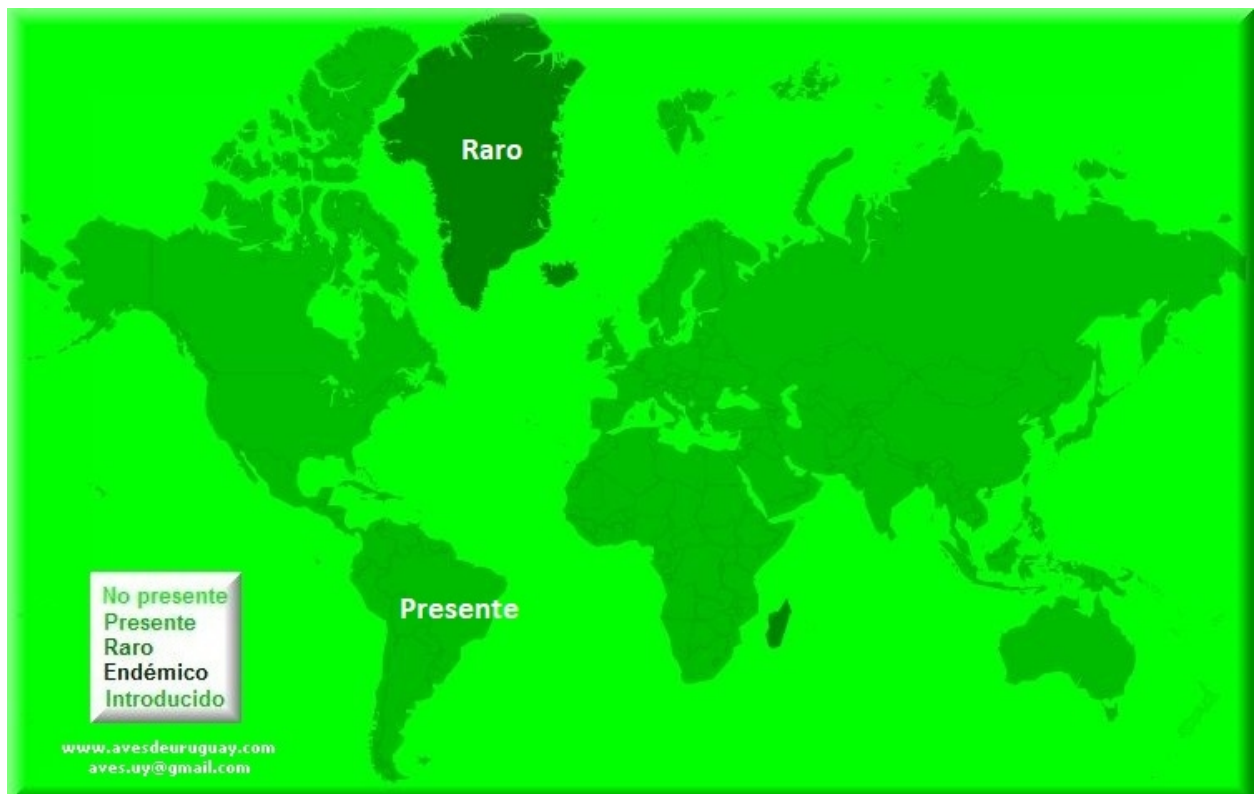 Raro
Presente
No presente
Presente
Raro
Endémico
Introducido
www.avesdeuruguay.com
aves.uy@gmail.com